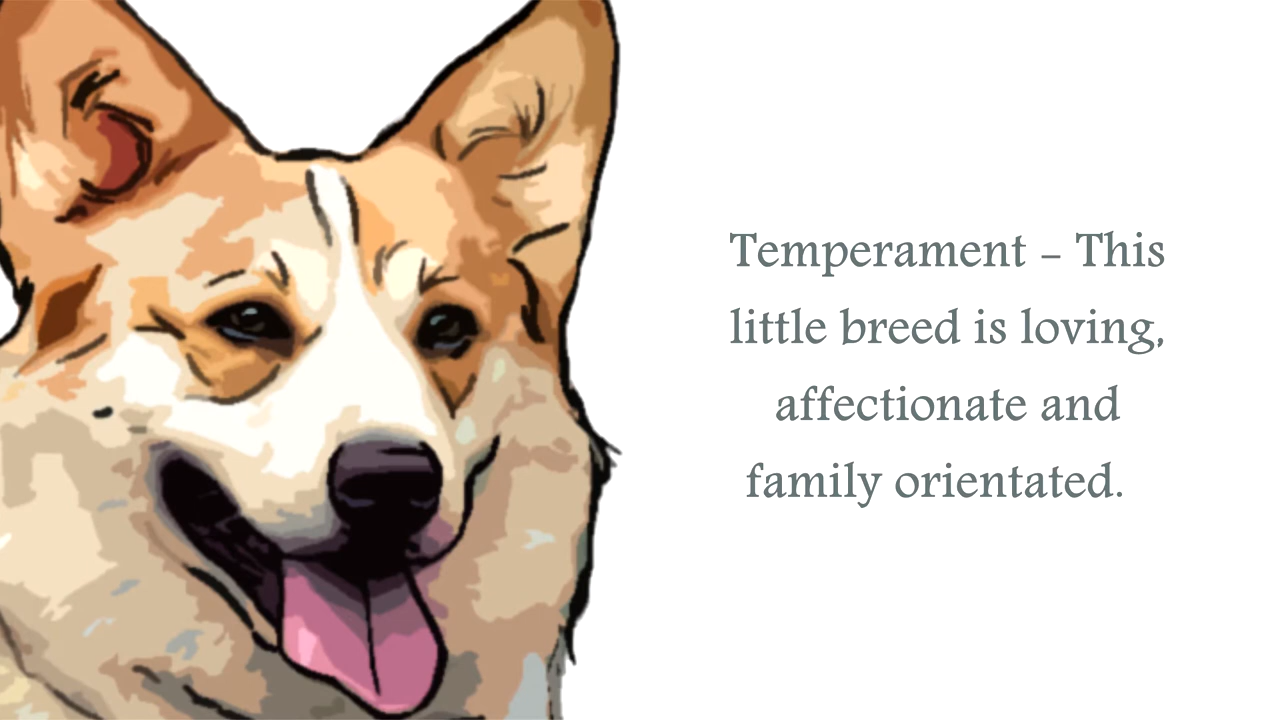 Temperament – This
little breed is loving,
affectionate and
family orientated.